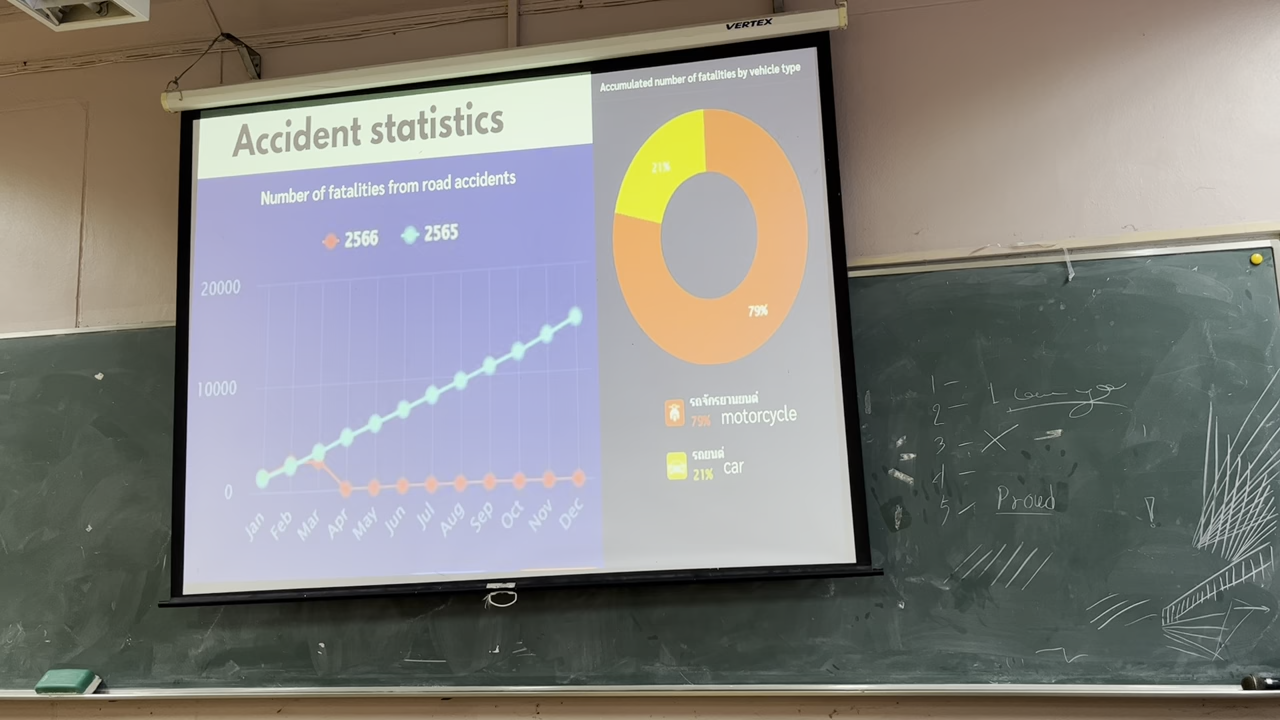 VERTEX
Accident statistics
Number of fatalities from road accidents
2566 2565
20000
10000
0
Jan Feb Mar Apr May Jun Jul Aug Sep Oct Nov Dec
Accumulated number of fatalities by vehicle type
21%
79%
รถจักรยานยนต์
79% motorcycle
รถยนต์
21% car
1 - I love you
2 -
3 - X
4 -
5 - Proud